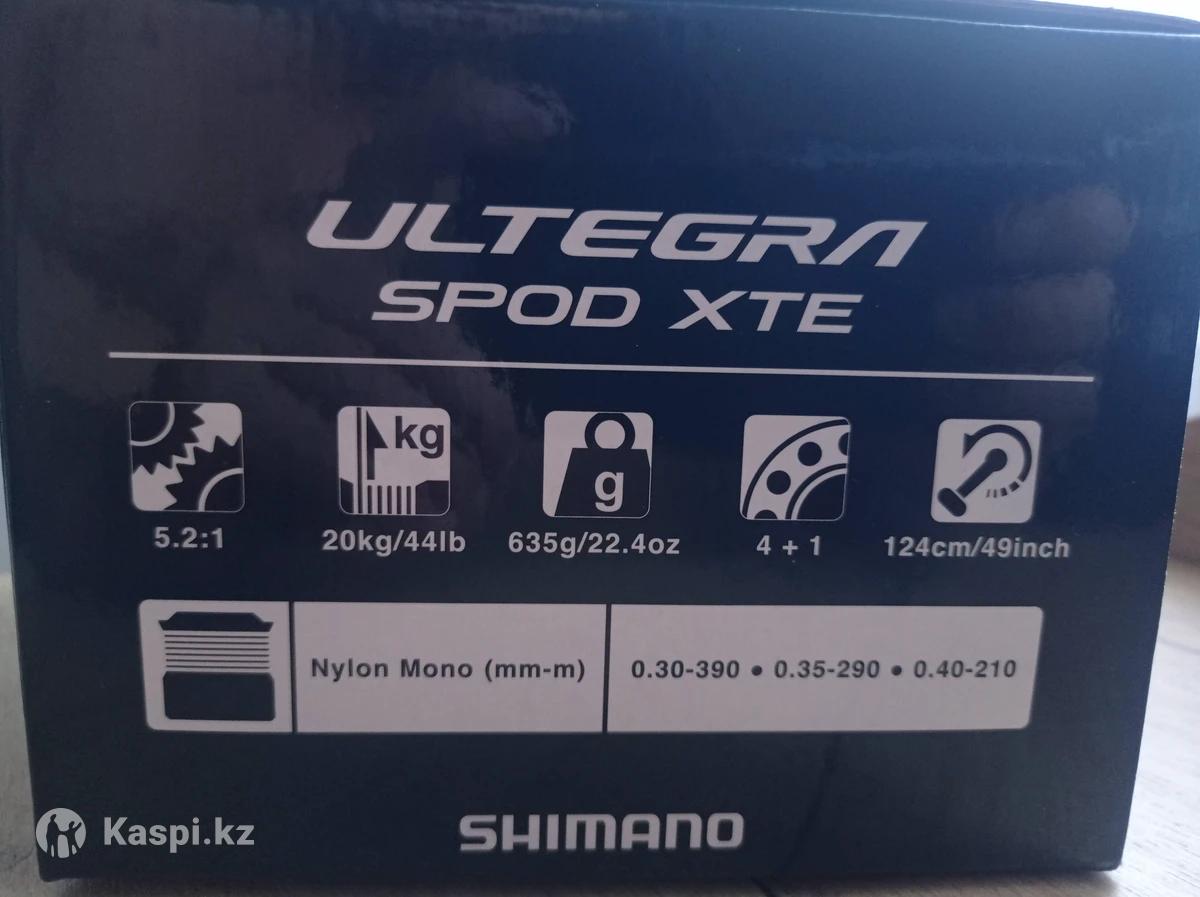 ULTEGRA
SPOD XTE
kg
g
5.2:1
20kg/44lb
635g/22.4oz
4 + 1
124cm/49inch
Nylon Mono (mm-m)
0.30-390 • 0.35-290 • 0.40-210
SHIMANO
Kaspi.kz